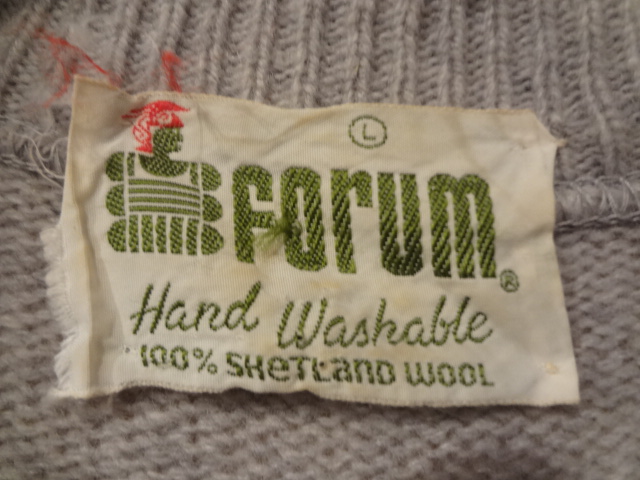 L
Forum®
Hand Washable
100% SHetLanD WOOL